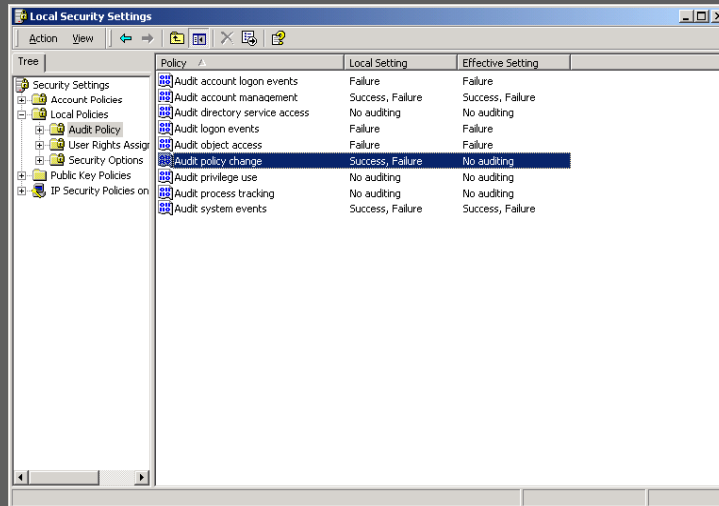 Local Security Settings
Action View
Tree
Policy Local Setting Effective Setting
Security Settings
Account Policies
Local Policies
Audit Policy
User Rights Assigr
Security Options
Public Key Policies
IP Security Policies on
Audit account logon events Failure Failure
Audit account management Success, Failure Success, Failure
Audit directory service access No auditing No auditing
Audit logon events Failure Failure
Audit object access Failure Failure
Audit policy change Success, Failure No auditing
Audit privilege use No auditing No auditing
Audit process tracking No auditing No auditing
Audit system events Success, Failure Success, Failure